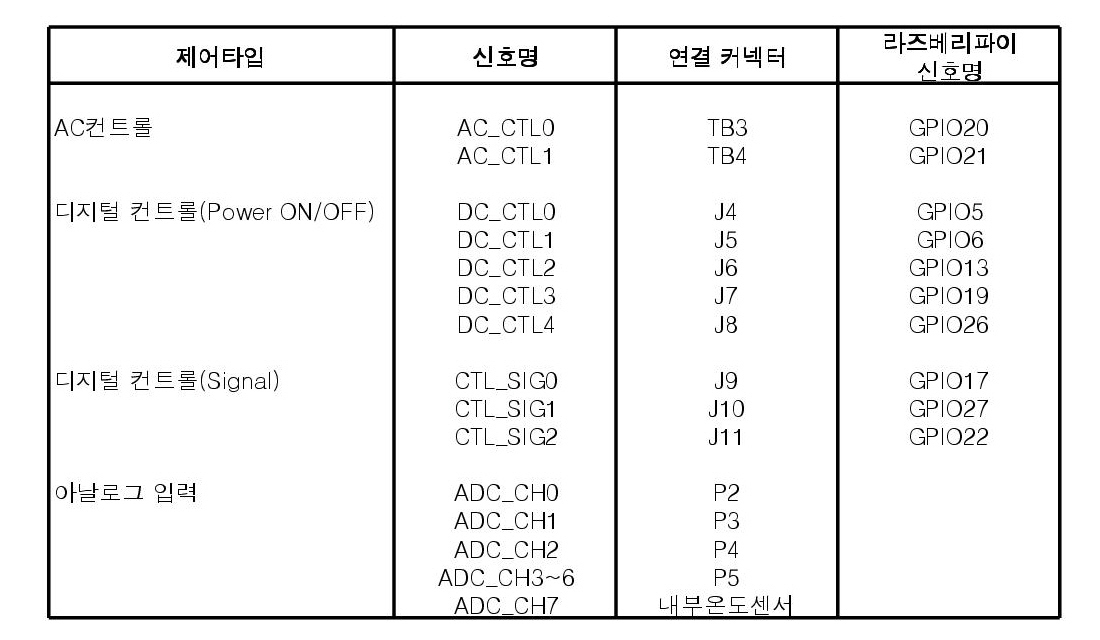 제어타입 신호명 연결 커넥터 라즈베리파이 신호명
AC컨트롤 AC_CTL0 TB3 GPIO20
AC_CTL1 TB4 GPIO21
디지털 컨트롤(Power ON/OFF) DC_CTL0 J4 GPIO5
DC_CTL1 J5 GPIO6
DC_CTL2 J6 GPIO13
DC_CTL3 J7 GPIO19
DC_CTL4 J8 GPIO26
디지털 컨트롤(Signal) CTL_SIG0 J9 GPIO17
CTL_SIG1 J10 GPIO27
CTL_SIG2 J11 GPIO22
아날로그 입력 ADC_CH0 P2
ADC_CH1 P3
ADC_CH2 P4
ADC_CH3~6 P5
ADC_CH7 내부온도센서